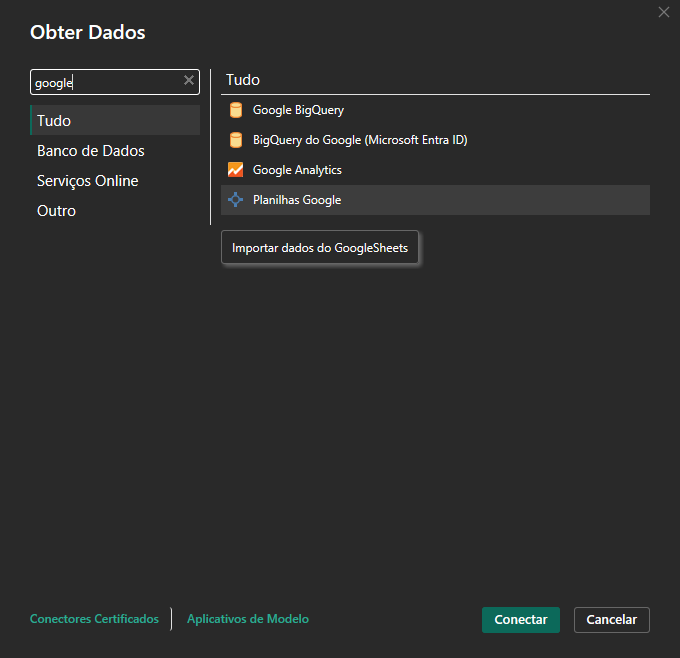 Obter Dados
google
Tudo
Banco de Dados
Serviços Online
Outro
Tudo
Google BigQuery
BigQuery do Google (Microsoft Entra ID)
Google Analytics
Planilhas Google
Importar dados do GoogleSheets
Conectores Certificados
Aplicativos de Modelo
Conectar
Cancelar